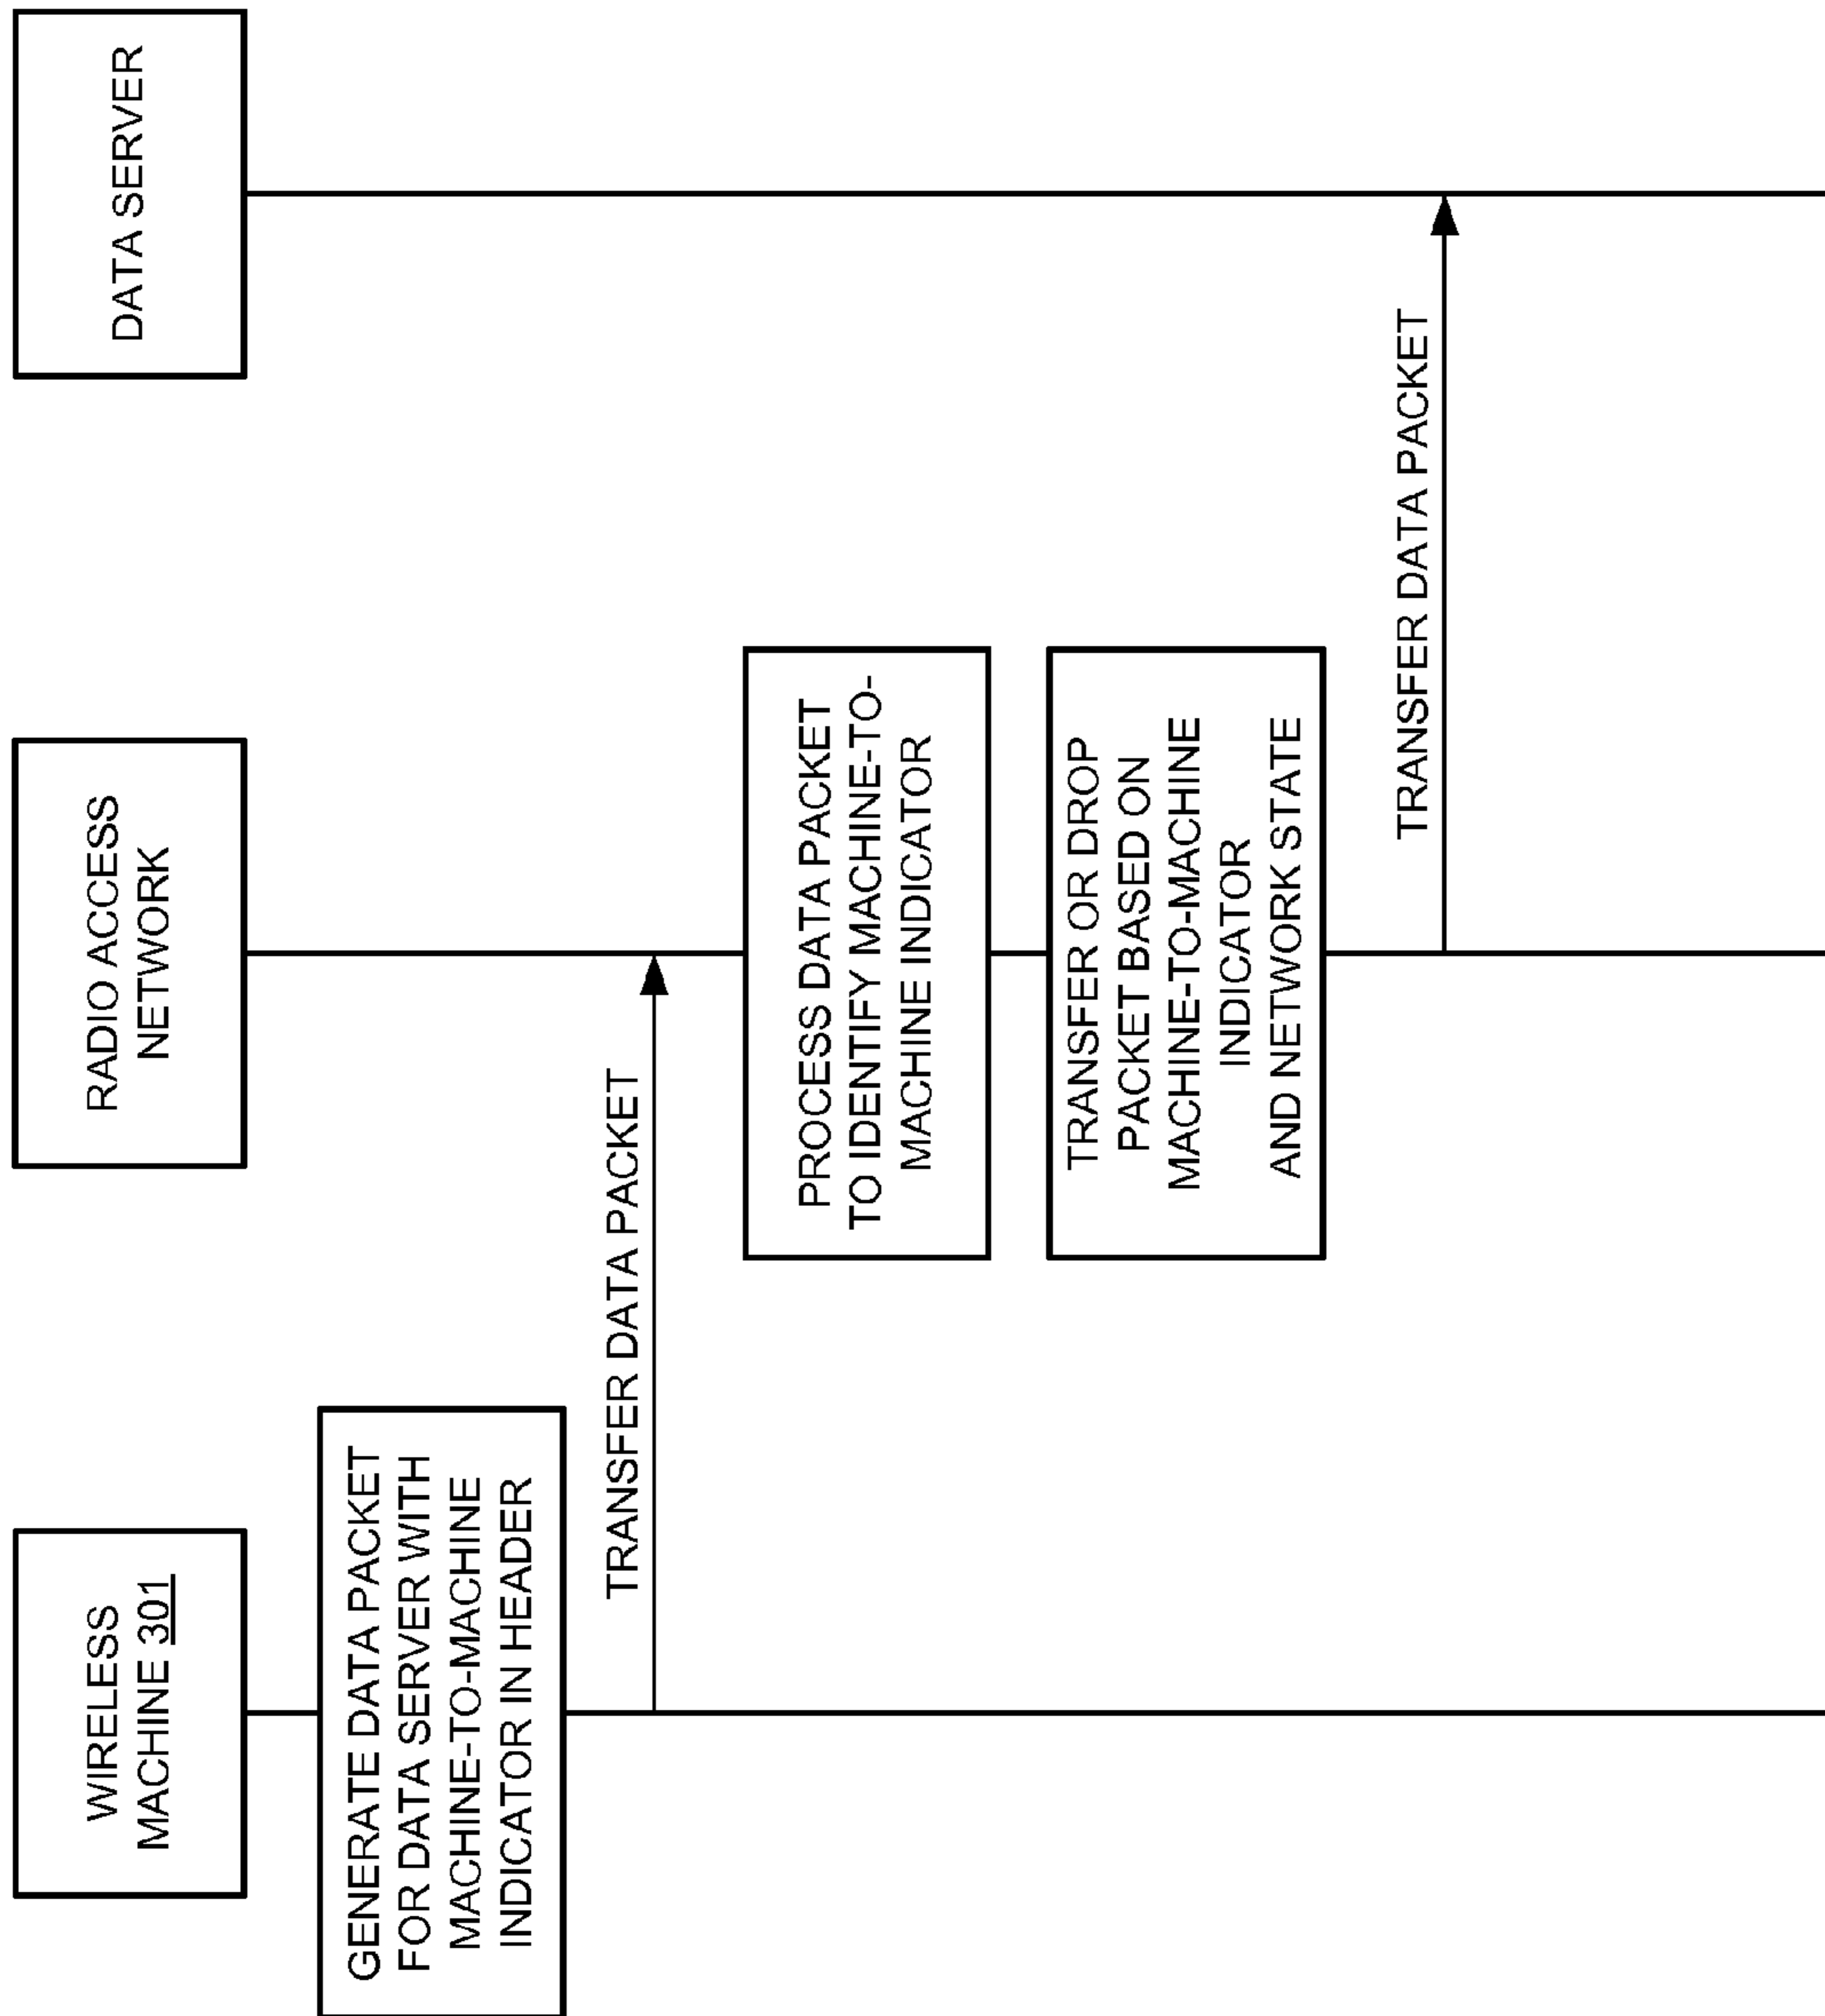 WIRELESS
MACHINE 301
RADIO ACCESS
NETWORK
DATA SERVER
GENERATE DATA PACKET
FOR DATA SERVER WITH
MACHINE-TO-MACHINE
INDICATOR IN HEADER
TRANSFER DATA PACKET
PROCESS DATA PACKET
TO IDENTIFY MACHINE-TO-
MACHINE INDICATOR
TRANSFER OR DROP
PACKET BASED ON
MACHINE-TO-MACHINE
INDICATOR
AND NETWORK STATE
TRANSFER DATA PACKET